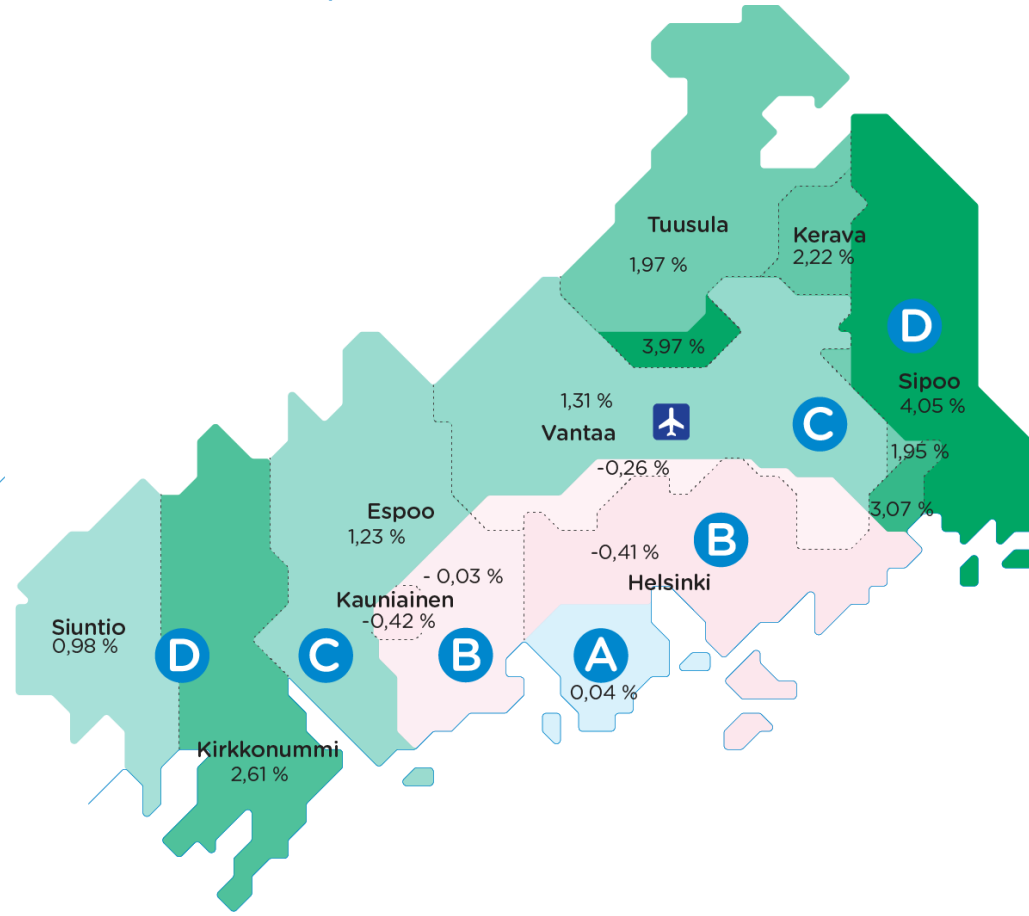 Tuusula
1,97 %
Kerava
2,22 %
D
3,97 %
Sipoo
4,05 %
1,31 %
Vantaa
C
1,95 %
-0,26 %
3,07 %
Espoo
1,23 %
-0,41 %
B
Helsinki
- 0,03 %
Kauniainen
-0,42 %
Siuntio
0,98 %
D
C
B
A
0,04 %
Kirkkonummi
2,61 %